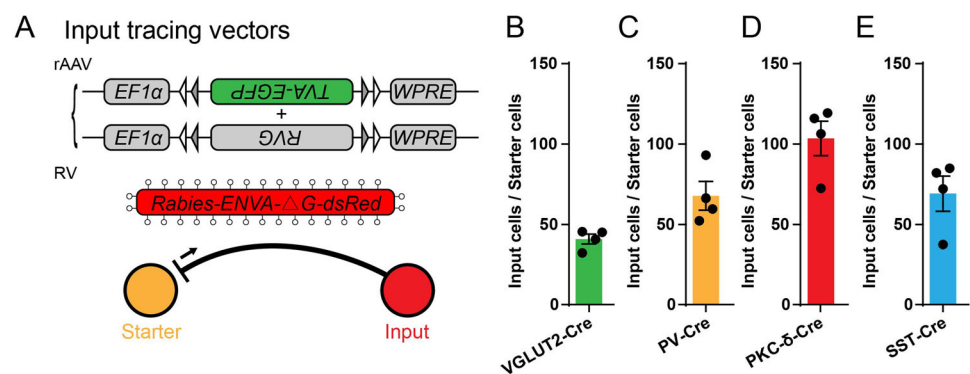 A Input tracing vectors
rAAV
EF1α TVA-EGFP WPRE
+
EF1α RVG WPRE
RV
Rabies-ENVA-△G-dsRed
Starter Input
B
Input cells / Starter cells
150
100
50
0
VGLUT2-Cre
C
Input cells / Starter cells
150
100
50
0
PV-Cre
D
Input cells / Starter cells
150
100
50
0
PKC-δ-Cre
E
Input cells / Starter cells
150
100
50
0
SST-Cre